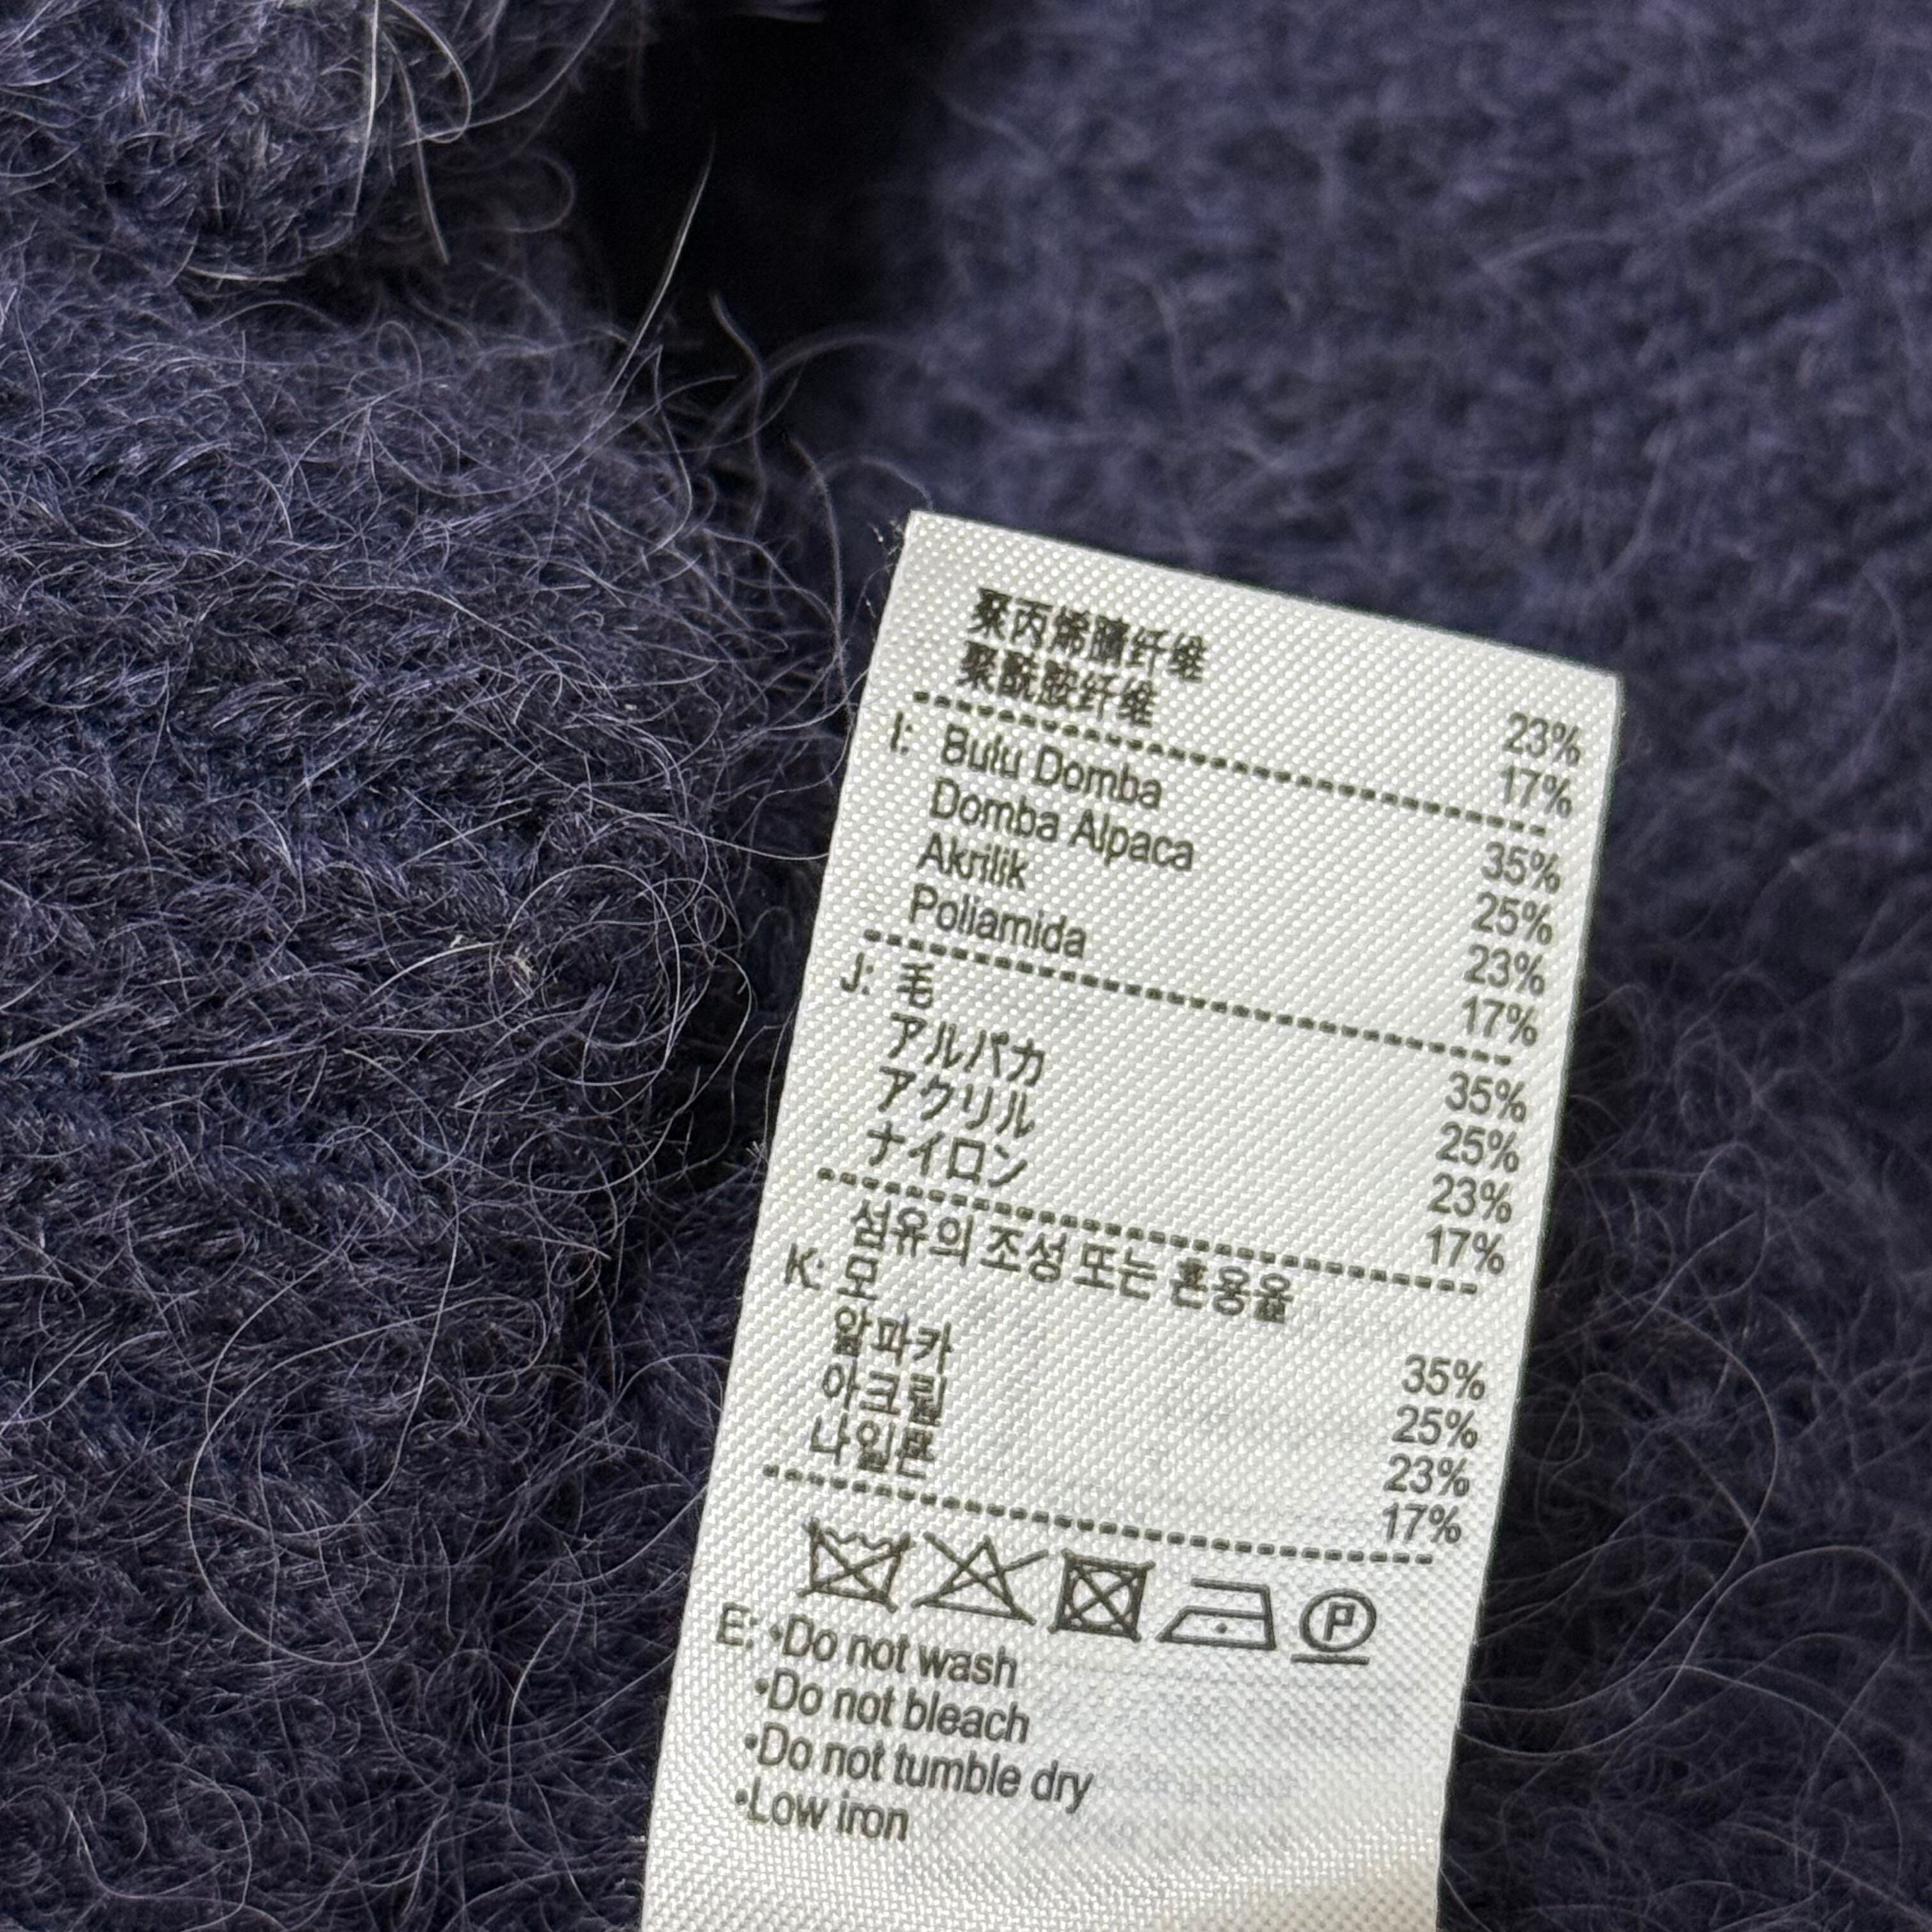 聚丙烯腈纤维 23%
聚酰胺纤维 17%
I: Bulu Domba 35%
Domba Alpaca 25%
Akrilik 23%
Poliamida 17%
J: 毛 35%
アルパカ 25%
アクリル 23%
ナイロン 17%
섬유의 조성 또는 혼용율
K: 모 35%
알파카 25%
아크릴 23%
나일론 17%
P
E: •Do not wash
•Do not bleach
•Do not tumble dry
•Low iron